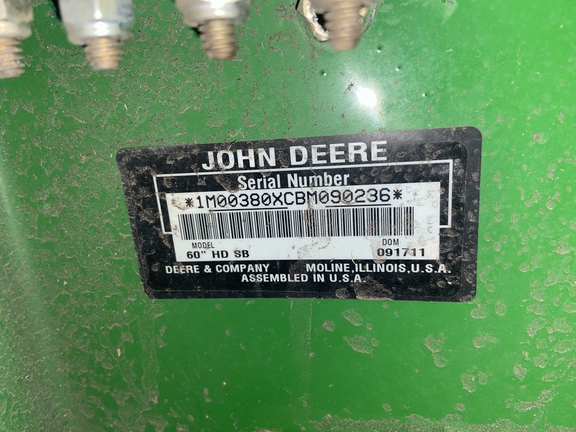 JOHN DEERE
Serial Number
*1M00380XCBM090236*
MODEL DOM
60" HD SB 091711
DEERE & COMPANY MOLINE, ILLINOIS, U.S.A.
ASSEMBLED IN U.S.A.